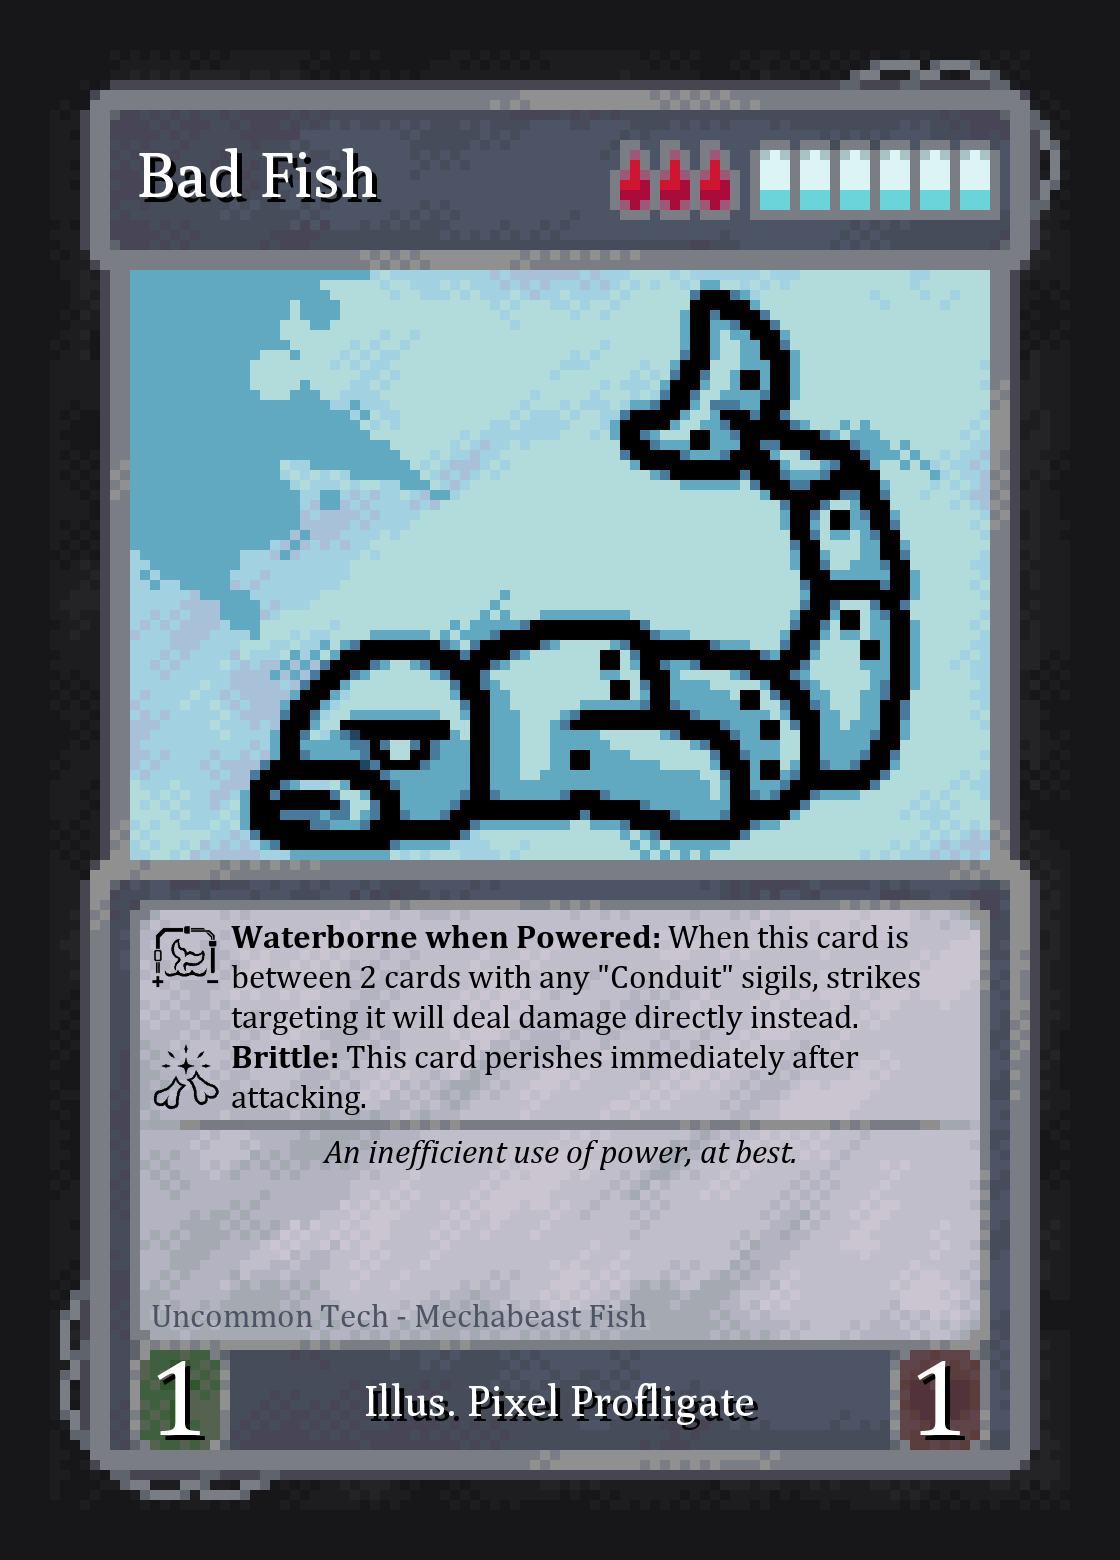 Bad Fish
Waterborne when Powered: When this card is
between 2 cards with any "Conduit" sigils, strikes
targeting it will deal damage directly instead.
Brittle: This card perishes immediately after
attacking.
An inefficient use of power, at best.
Uncommon Tech - Mechabeast Fish
1 Illus. Pixel Profligate 1